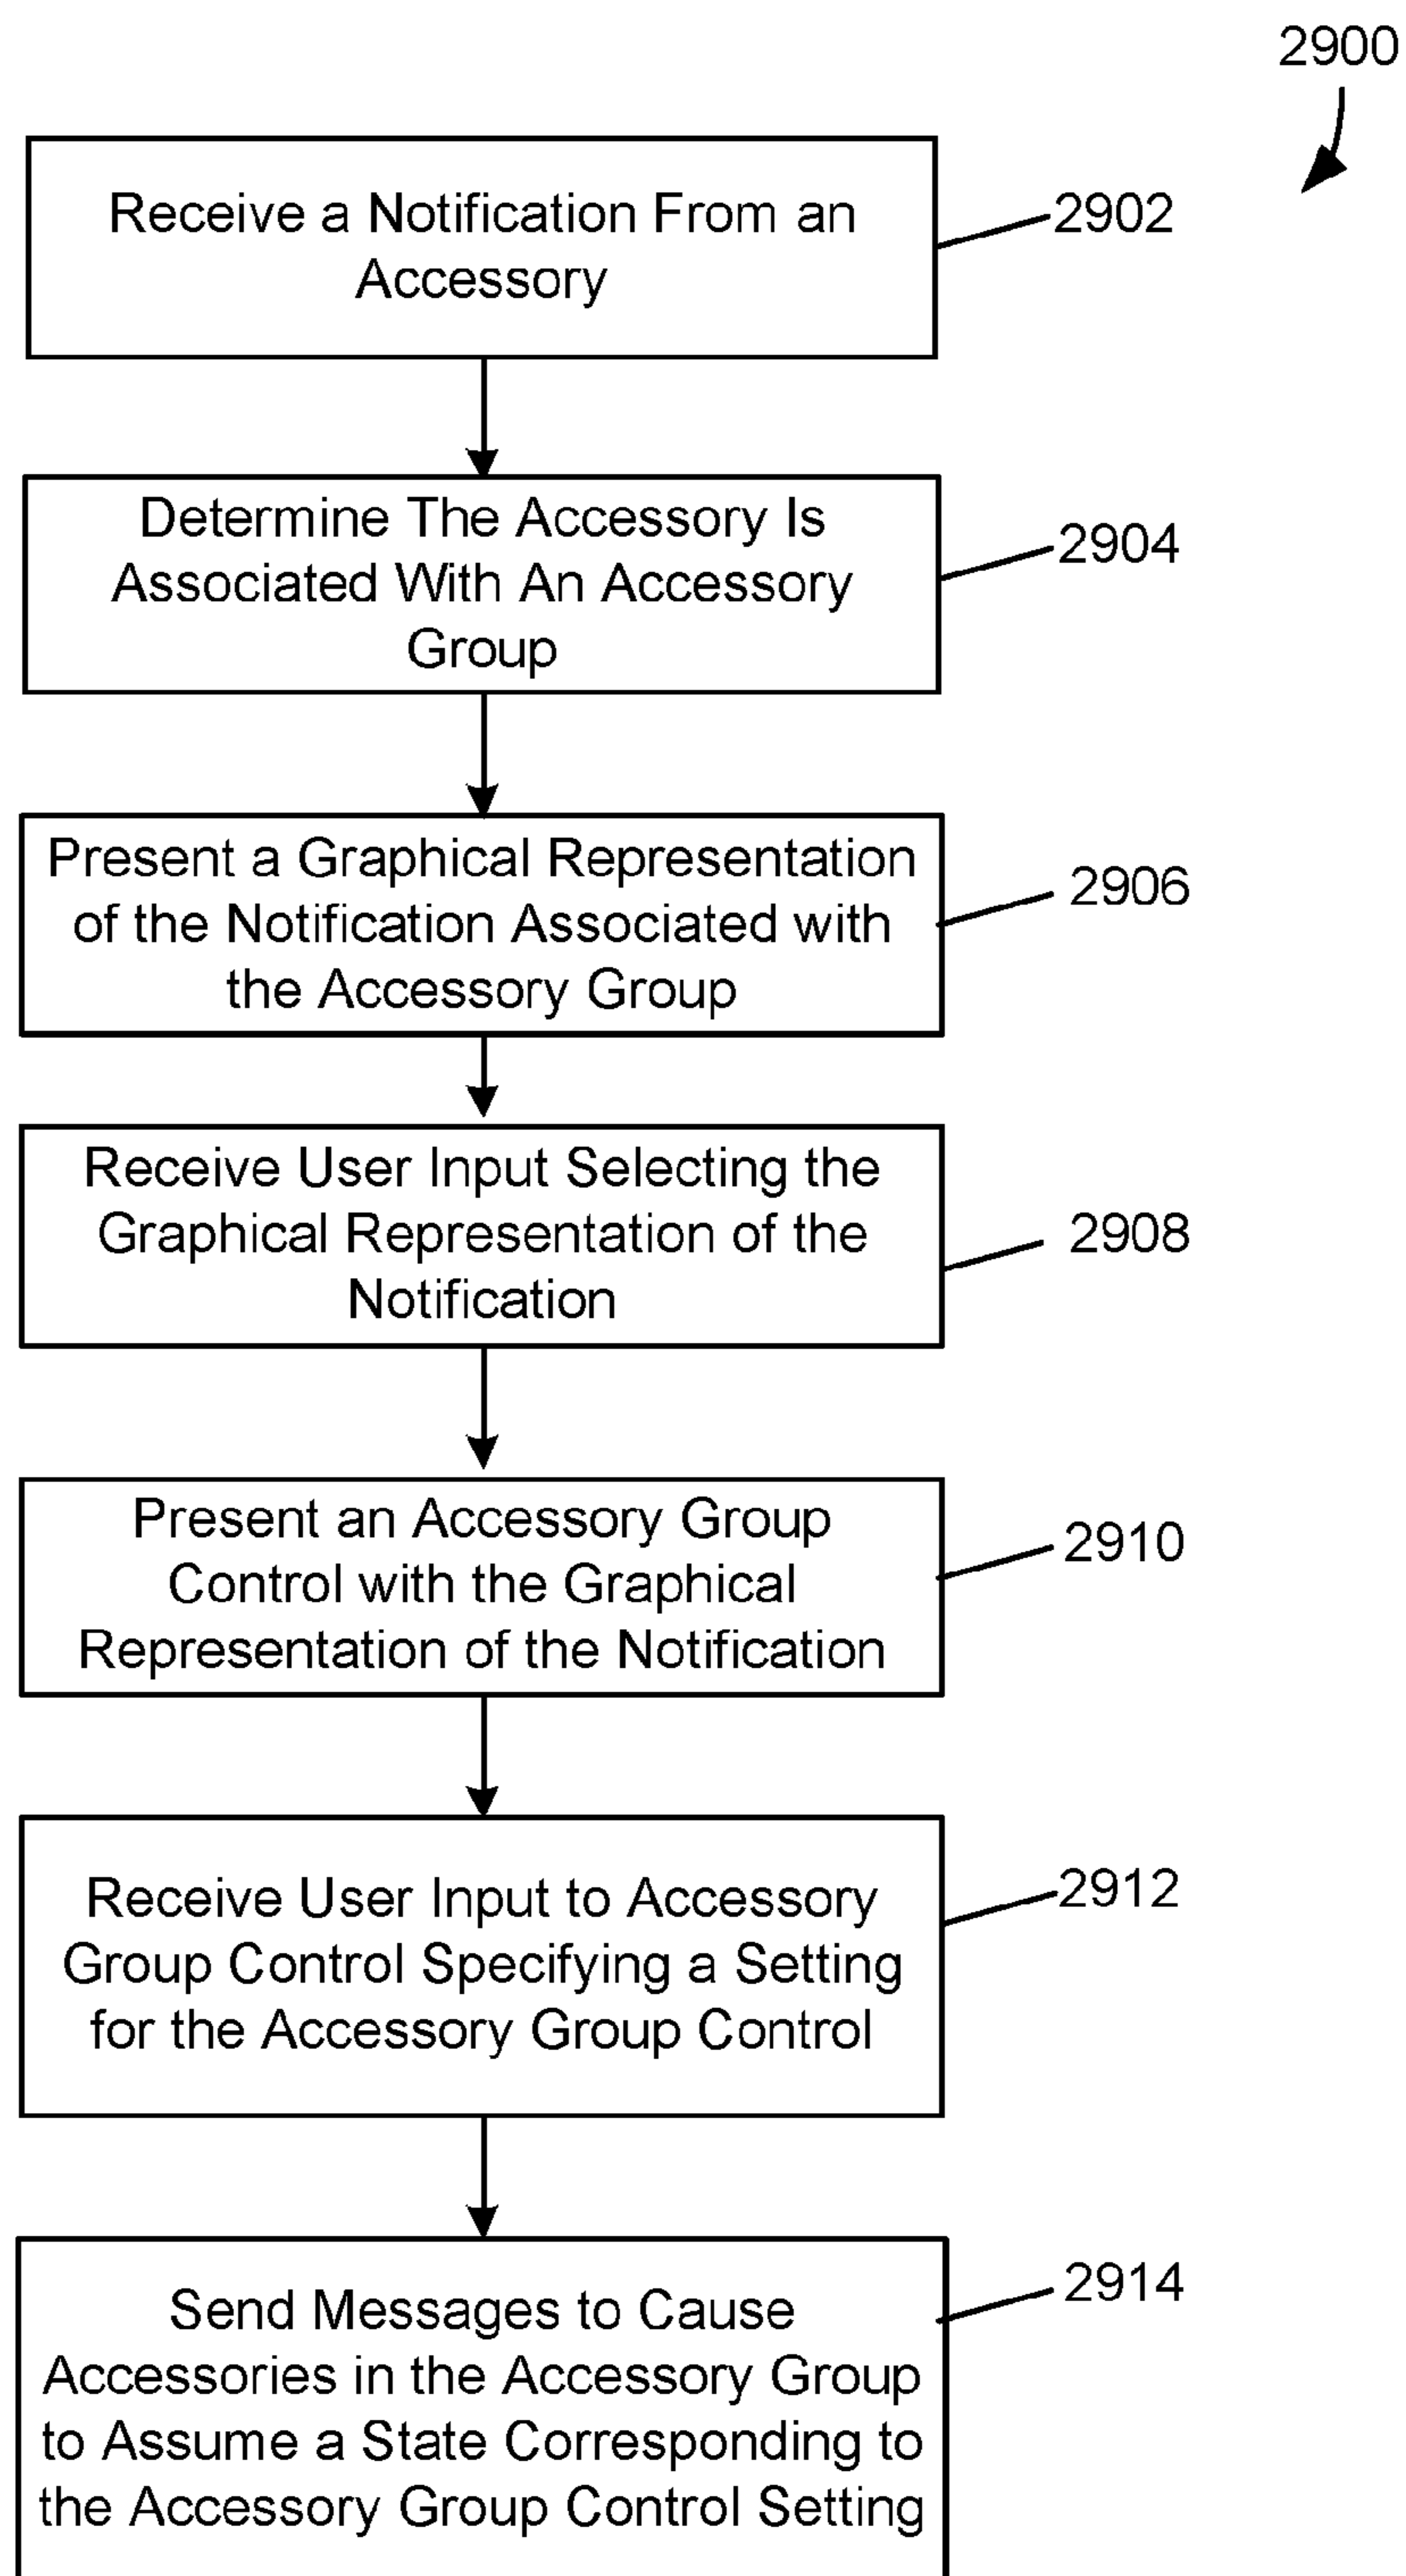 2900
Receive a Notification From an
Accessory
2902
Determine The Accessory Is
Associated With An Accessory
Group
2904
Present a Graphical Representation
of the Notification Associated with
the Accessory Group
2906
Receive User Input Selecting the
Graphical Representation of the
Notification
2908
Present an Accessory Group
Control with the Graphical
Representation of the Notification
2910
Receive User Input to Accessory
Group Control Specifying a Setting
for the Accessory Group Control
2912
Send Messages to Cause
Accessories in the Accessory Group
to Assume a State Corresponding to
the Accessory Group Control Setting
2914